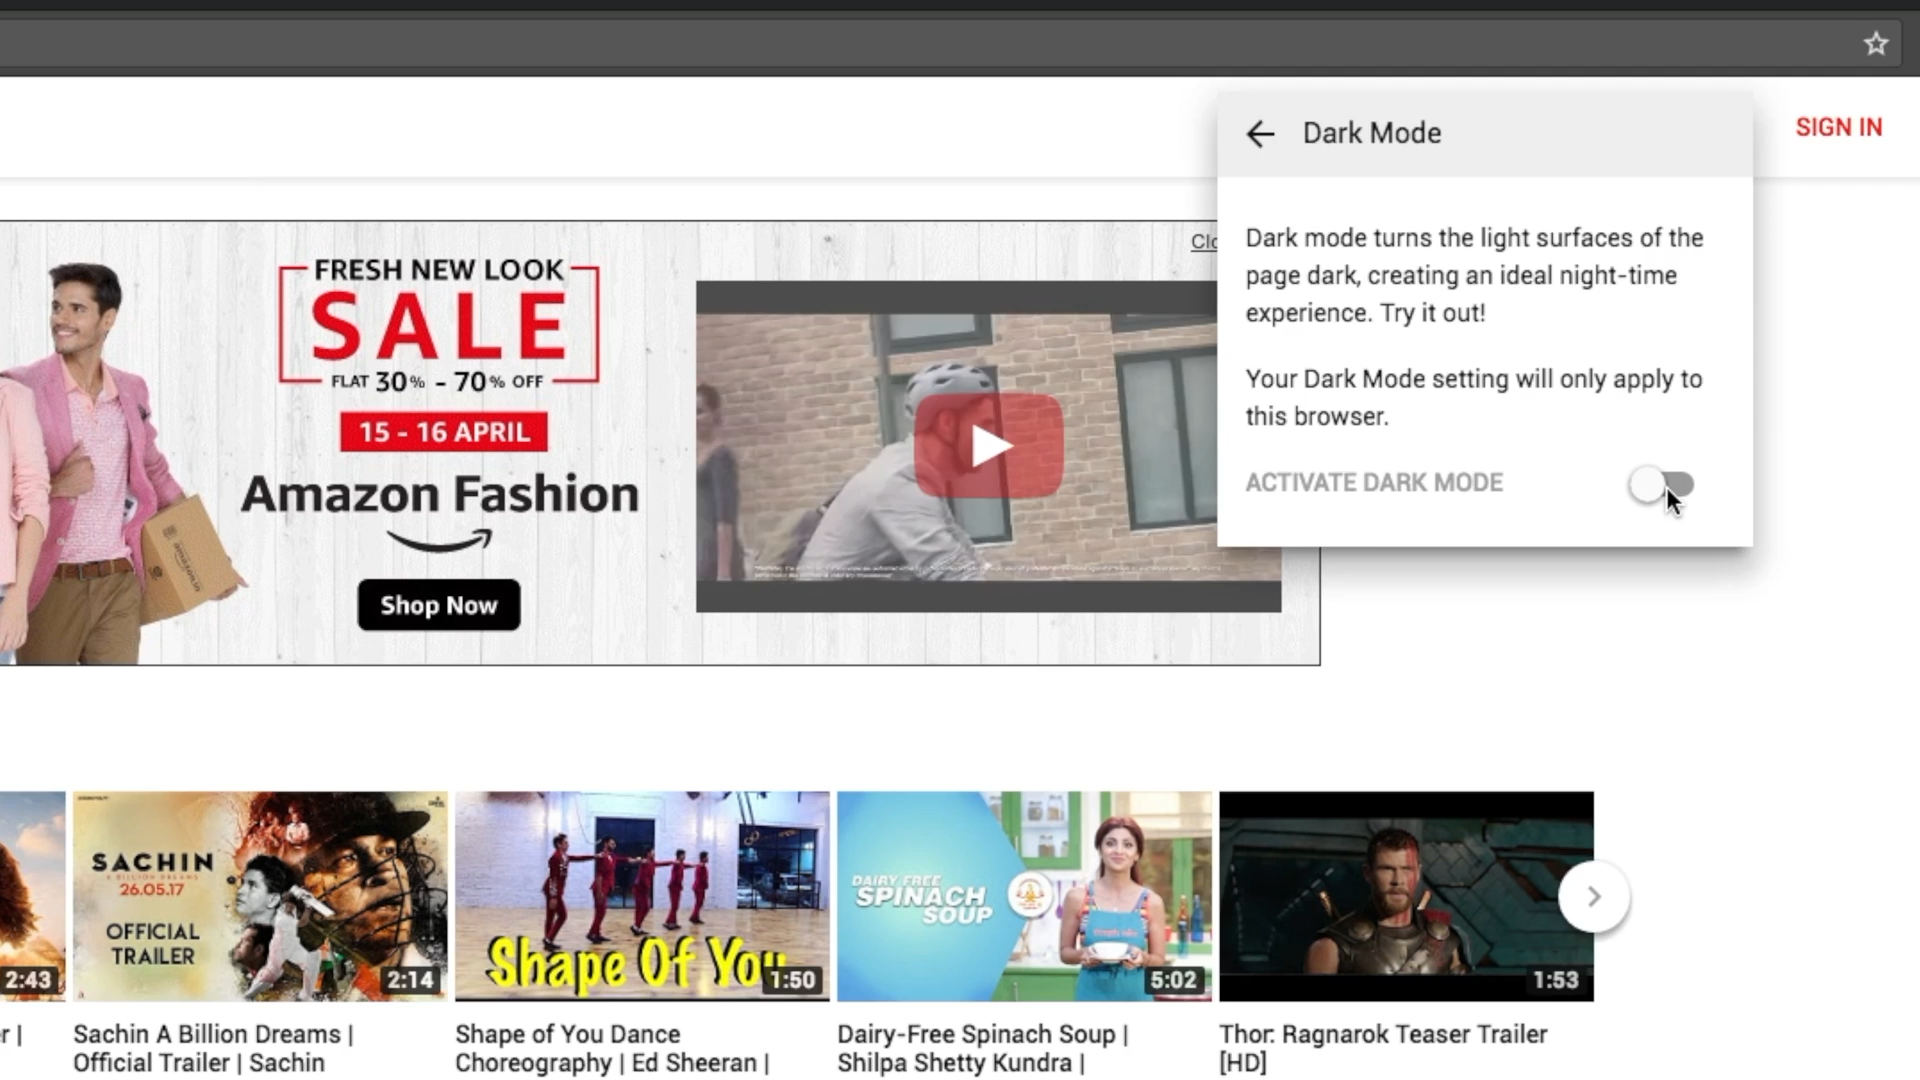 Dark Mode
SIGN IN
Clo
Dark mode turns the light surfaces of the
page dark, creating an ideal night-time
experience. Try it out!
Your Dark Mode setting will only apply to
this browser.
ACTIVATE DARK MODE
FRESH NEW LOOK
SALE
FLAT 30% - 70% OFF
15 - 16 APRIL
Amazon Fashion
Shop Now
2:43
SACHIN
A BILLION DREAMS
26.05.17
OFFICIAL
TRAILER
2:14
Shape Of You
1:50
DAIRY FREE
SPINACH
SOUP
5:02
1:53
r |
Sachin A Billion Dreams |
Official Trailer | Sachin
Shape of You Dance
Choreography | Ed Sheeran |
Dairy-Free Spinach Soup |
Shilpa Shetty Kundra |
Thor: Ragnarok Teaser Trailer
[HD]